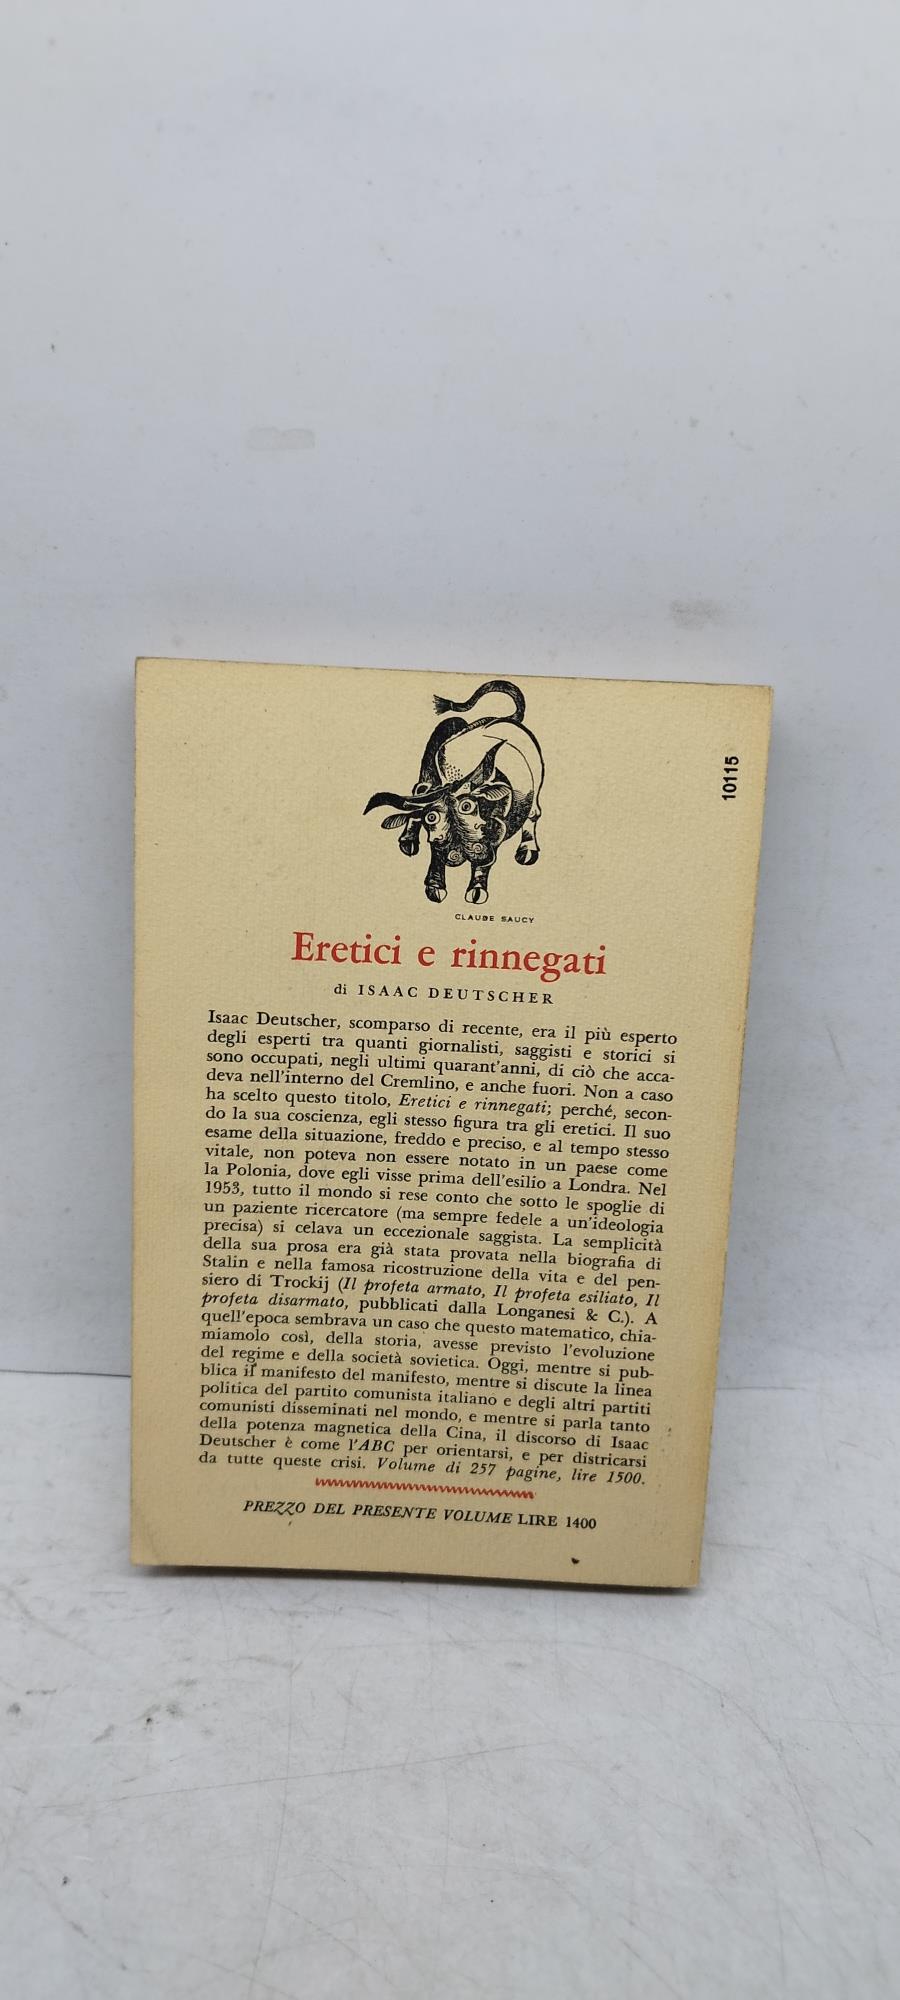 10115
CLAUDE SAUCY
Eretici e rinnegati
di ISAAC DEUTSCHER
Isaac Deutscher, scomparso di recente, era il più esperto
degli esperti tra quanti giornalisti, saggisti e storici si
sono occupati, negli ultimi quarant'anni, di ciò che acca-
deva nell'interno del Cremlino, e anche fuori. Non a caso
ha scelto questo titolo, Eretici e rinnegati; perché, secon-
do la sua coscienza, egli stesso figura tra gli eretici. Il suo
esame della situazione, freddo e preciso, e al tempo stesso
vitale, non poteva non essere notato in un paese come
la Polonia, dove egli visse prima dell'esilio a Londra. Nel
1953, tutto il mondo si rese conto che sotto le spoglie di
un paziente ricercatore (ma sempre fedele a un'ideologia
precisa) si celava un eccezionale saggista. La semplicità
della sua prosa era già stata provata nella biografia di
Stalin e nella famosa ricostruzione della vita e del pen-
siero di Trockij (Il profeta armato, Il profeta esiliato, Il
profeta disarmato, pubblicati dalla Longanesi & C.). A
quell'epoca sembrava un caso che questo matematico, chia-
miamolo così, della storia, avesse previsto l'evoluzione
del regime e della società sovietica. Oggi, mentre si pub-
blica il manifesto del manifesto, mentre si discute la linea
politica del partito comunista italiano e degli altri partiti
comunisti disseminati nel mondo, e mentre si parla tanto
della potenza magnetica della Cina, il discorso di Isaac
Deutscher è come l'ABC per orientarsi, e per districarsi
da tutte queste crisi. Volume di 257 pagine, lire 1500.
PREZZO DEL PRESENTE VOLUME LIRE 1400